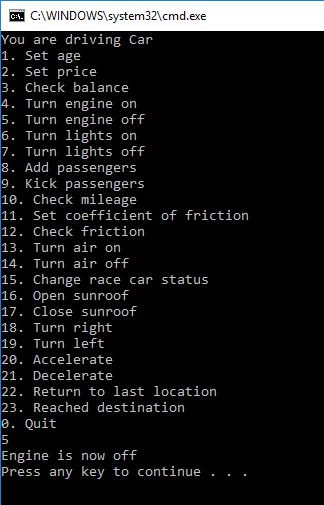 C:\WINDOWS\system32\cmd.exe
You are driving Car
1. Set age
2. Set price
3. Check balance
4. Turn engine on
5. Turn engine off
6. Turn lights on
7. Turn lights off
8. Add passengers
9. Kick passengers
10. Check mileage
11. Set coefficient of friction
12. Check friction
13. Turn air on
14. Turn air off
15. Change race car status
16. Open sunroof
17. Close sunroof
18. Turn right
19. Turn left
20. Accelerate
21. Decelerate
22. Return to last location
23. Reached destination
0. Quit
5
Engine is now off
Press any key to continue . . .